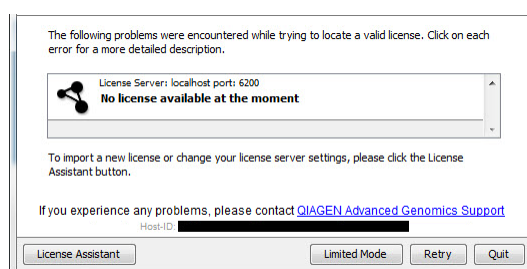 The following problems were encountered while trying to locate a valid license. Click on each
error for a more detailed description.
License Server: localhost port: 6200
No license available at the moment
To import a new license or change your license server settings, please click the License
Assistant button.
If you experience any problems, please contact QIAGEN Advanced Genomics Support
Host-ID:
License Assistant
Limited Mode
Retry
Quit